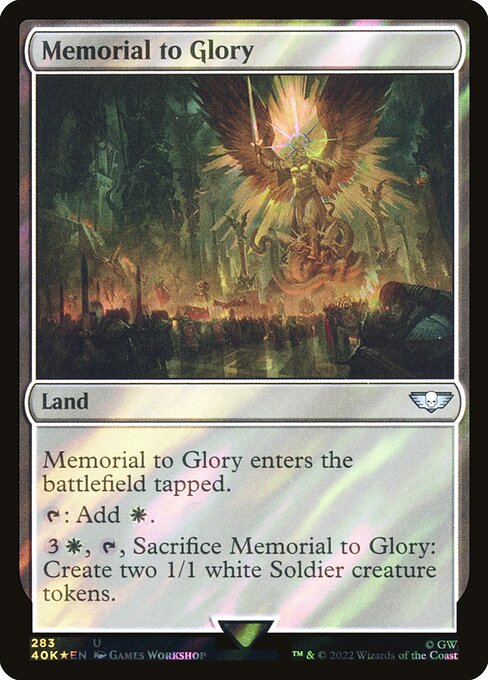 Memorial to Glory
Land
Memorial to Glory enters the
battlefield tapped.
: Add .
3 , , Sacrifice Memorial to Glory:
Create two 1/1 white Soldier creature
tokens.
283 U
40K★EN Games Workshop
© GW
™ & © 2022 Wizards of the Coast